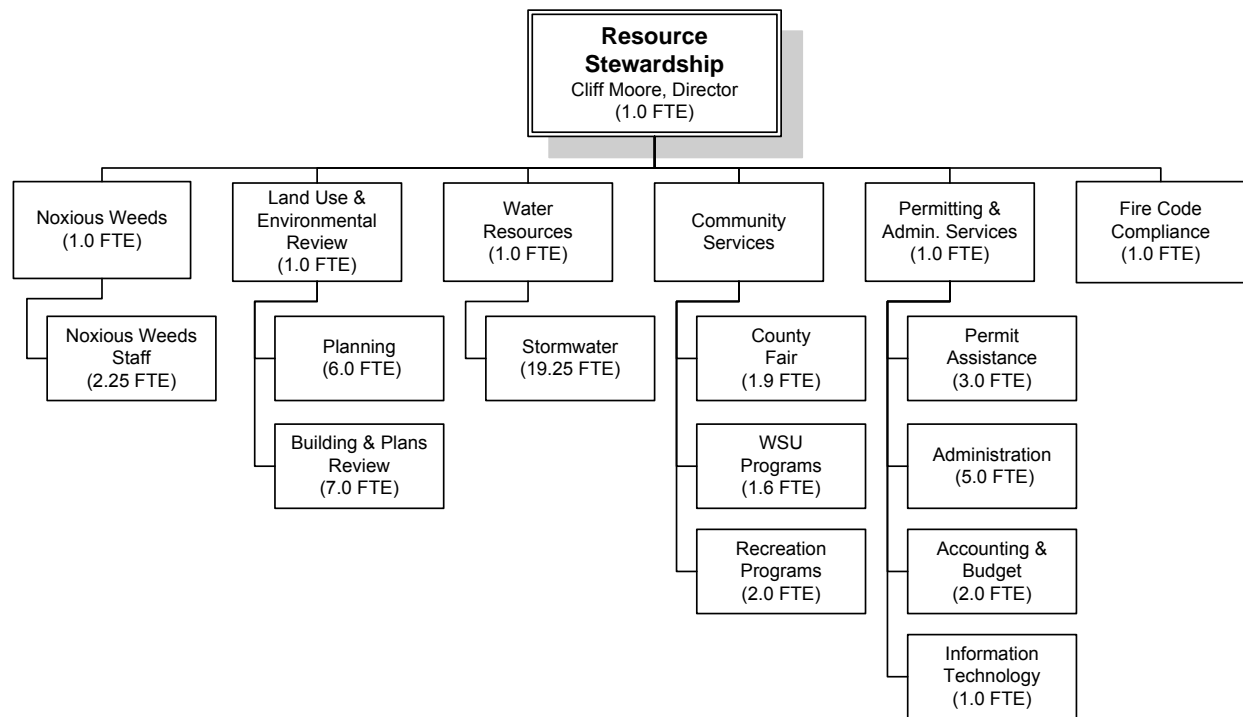 Resource
Stewardship
Cliff Moore, Director
(1.0 FTE)
Noxious Weeds
(1.0 FTE)
Land Use &
Environmental
Review
(1.0 FTE)
Water
Resources
(1.0 FTE)
Community
Services
Permitting &
Admin. Services
(1.0 FTE)
Fire Code
Compliance
(1.0 FTE)
Noxious Weeds
Staff
(2.25 FTE)
Planning
(6.0 FTE)
Stormwater
(19.25 FTE)
County
Fair
(1.9 FTE)
Permit
Assistance
(3.0 FTE)
Building & Plans
Review
(7.0 FTE)
WSU
Programs
(1.6 FTE)
Administration
(5.0 FTE)
Recreation
Programs
(2.0 FTE)
Accounting &
Budget
(2.0 FTE)
Information
Technology
(1.0 FTE)